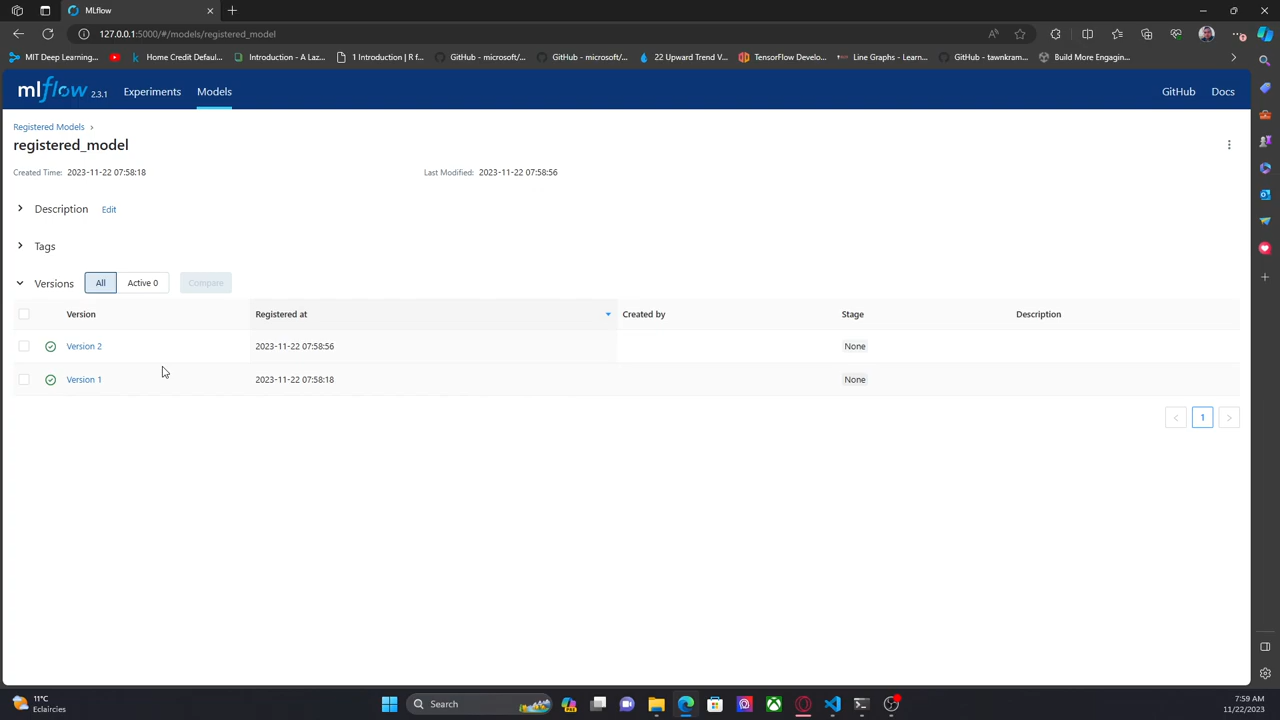 MLflow
127.0.0.1:5000/#/models/registered_model
MIT Deep Learning...
Home Credit Defaul...
Introduction - A Laz...
1 Introduction | R f...
GitHub - microsoft/...
GitHub - microsoft/...
22 Upward Trend V...
TensorFlow Develo...
Line Graphs - Learn...
GitHub - tawnkram...
Build More Engagin...
mlflow 2.3.1 Experiments Models GitHub Docs
Registered Models
registered_model
Created Time: 2023-11-22 07:58:18 Last Modified: 2023-11-22 07:58:56
Description Edit
Tags
Versions All Active 0 Compare
Version Registered at Created by Stage Description
Version 2 2023-11-22 07:58:56 None
Version 1 2023-11-22 07:58:18 None
1
11°C
Eclaircies
Search
7:59 AM
11/22/2023